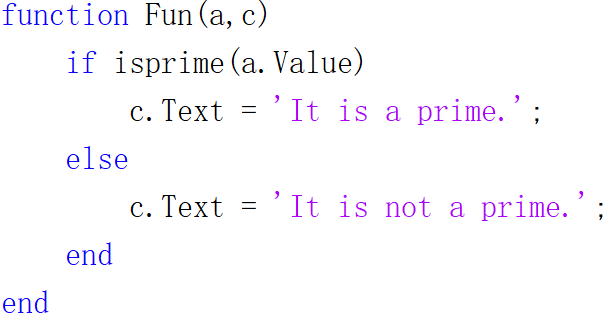 function Fun(a,c)
    if isprime(a.Value)
        c.Text = 'It is a prime.';
    else
        c.Text = 'It is not a prime.';
    end
end